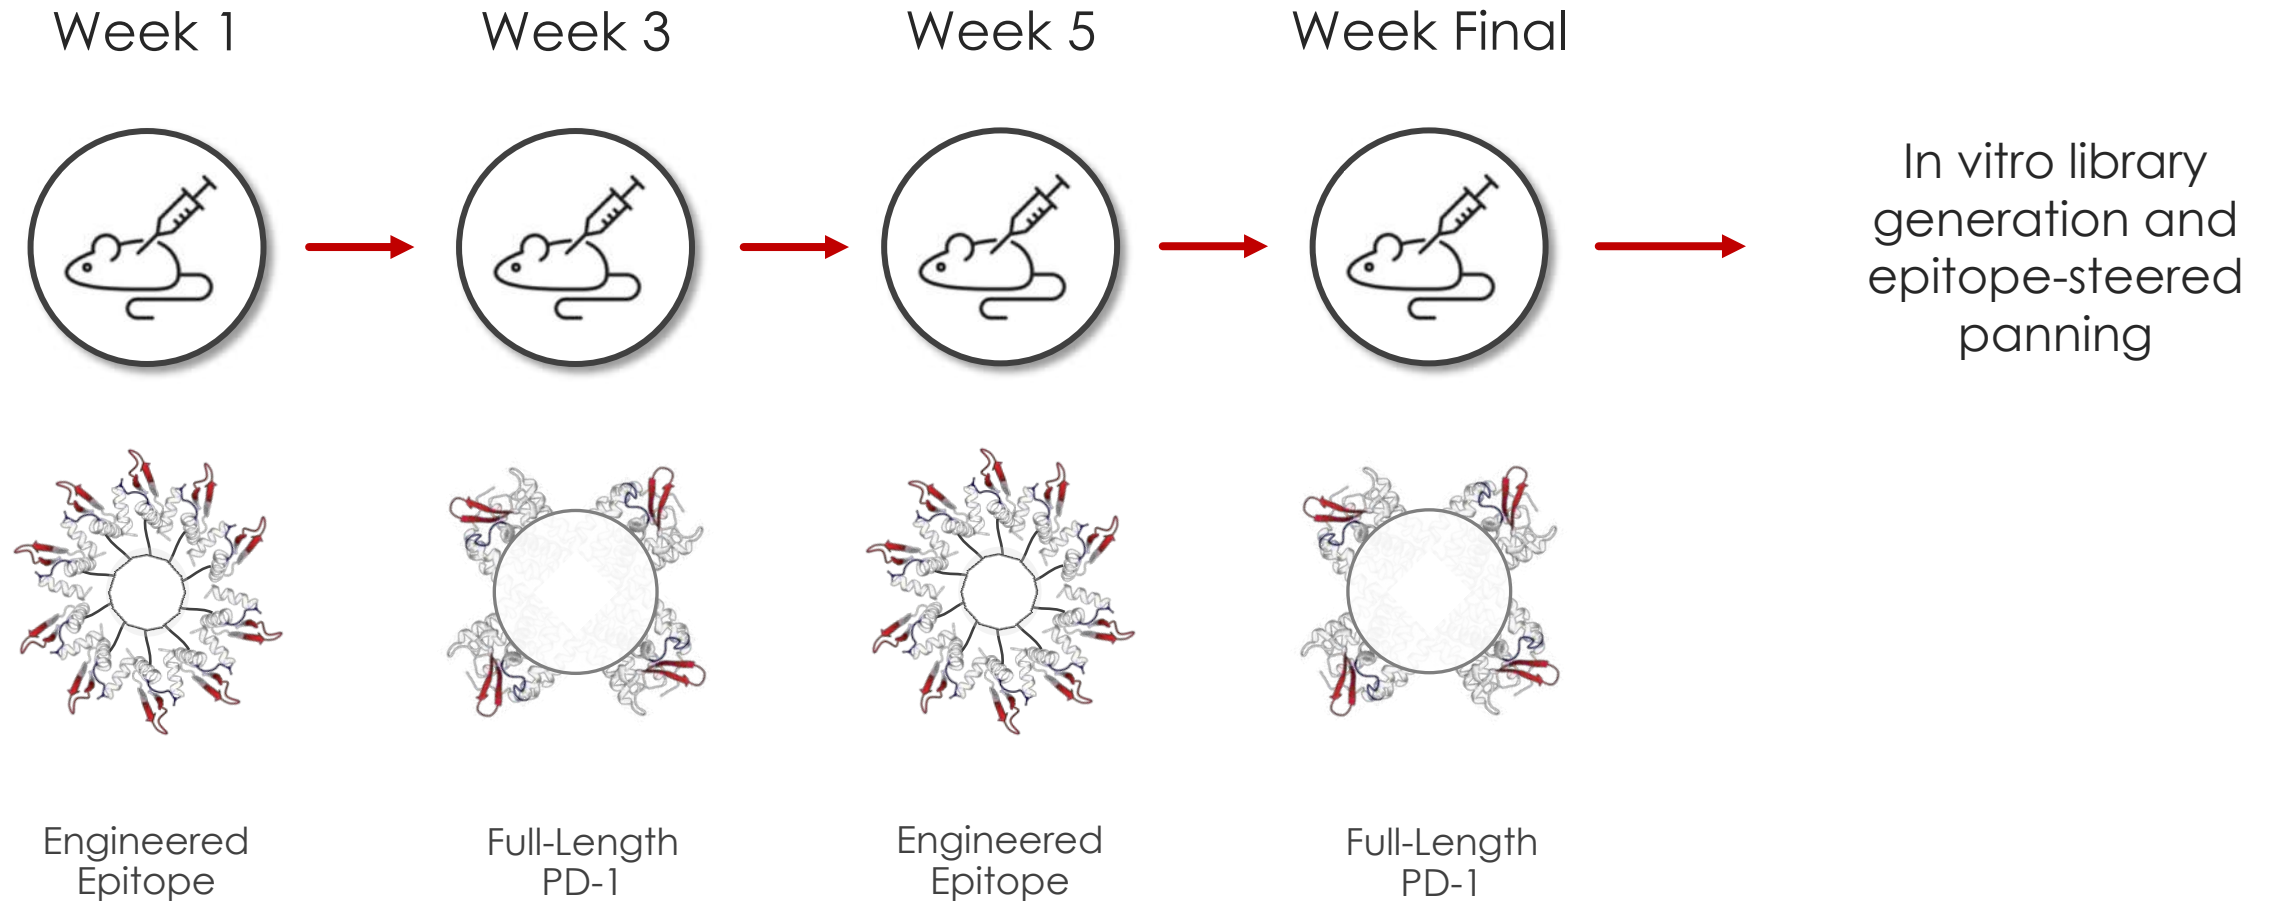 Week 1
Week 3
Week 5
Week Final
In vitro library
generation and
epitope-steered
panning
Engineered
Epitope
Full-Length
PD-1
Engineered
Epitope
Full-Length
PD-1